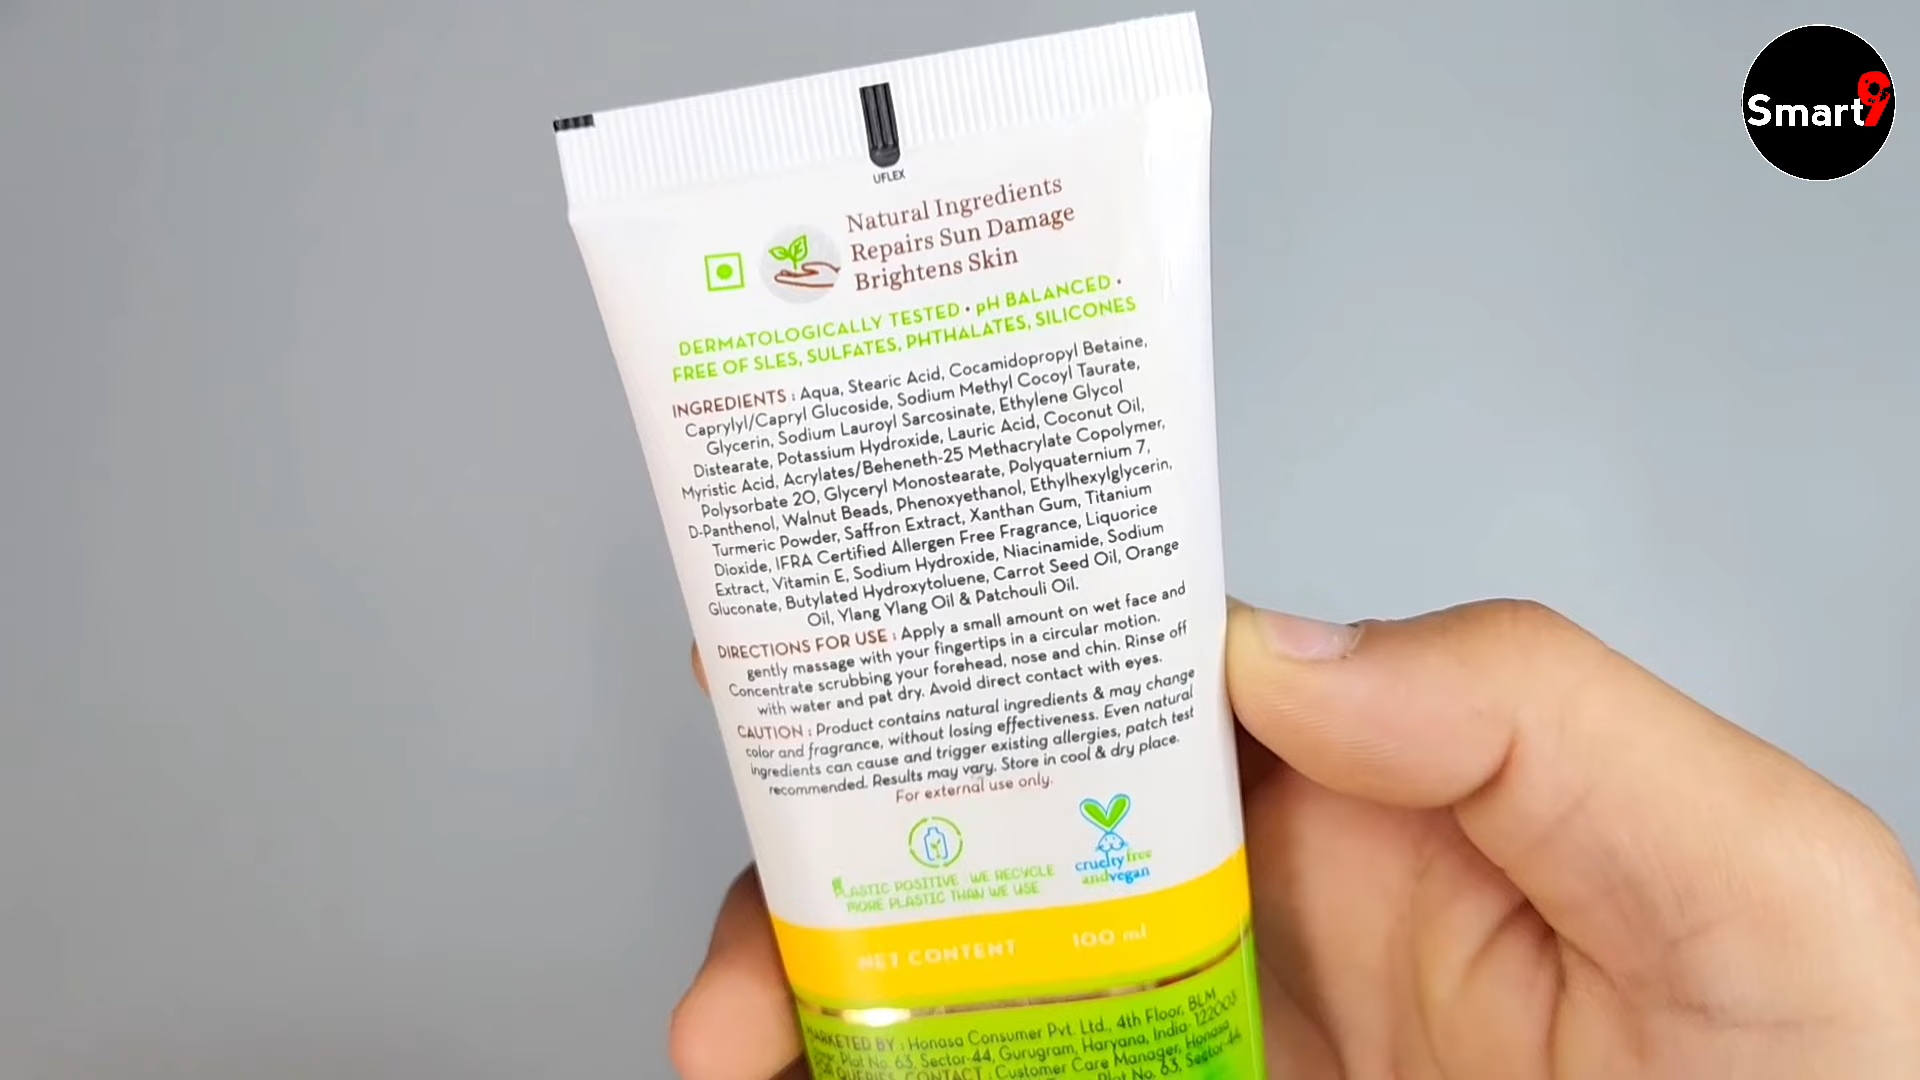 Smart9
UFLEX
Natural Ingredients
Repairs Sun Damage
Brightens Skin
DERMATOLOGICALLY TESTED • pH BALANCED •
FREE OF SLES, SULFATES, PHTHALATES, SILICONES
INGREDIENTS : Aqua, Stearic Acid, Cocamidopropyl Betaine,
Caprylyl/Capryl Glucoside, Sodium Methyl Cocoyl Taurate,
Glycerin, Sodium Lauroyl Sarcosinate, Ethylene Glycol
Distearate, Potassium Hydroxide, Lauric Acid, Coconut Oil,
Myristic Acid, Acrylates/Beheneth-25 Methacrylate Copolymer,
Polysorbate 20, Glyceryl Monostearate, Polyquaternium 7,
D-Panthenol, Walnut Beads, Phenoxyethanol, Ethylhexylglycerin,
Turmeric Powder, Saffron Extract, Xanthan Gum, Titanium
Dioxide, IFRA Certified Allergen Free Fragrance, Liquorice
Extract, Vitamin E, Sodium Hydroxide, Niacinamide, Sodium
Gluconate, Butylated Hydroxytoluene, Carrot Seed Oil, Orange
Oil, Ylang Ylang Oil & Patchouli Oil.
DIRECTIONS FOR USE : Apply a small amount on wet face and
gently massage with your fingertips in a circular motion.
Concentrate scrubbing your forehead, nose and chin. Rinse off
with water and pat dry. Avoid direct contact with eyes.
CAUTION : Product contains natural ingredients & may change
color and fragrance, without losing effectiveness. Even natural
ingredients can cause and trigger existing allergies, patch test
recommended. Results may vary. Store in cool & dry place.
For external use only.
PLASTIC POSITIVE WE RECYCLE
MORE PLASTIC THAN WE USE
cruelty free
and vegan
NET CONTENT 100 ml
MARKETED BY : Honasa Consumer Pvt. Ltd., 4th Floor, BLM
Plot No. 63, Sector-44, Gurugram, Haryana, India- 122003
FOR QUERIES, CONTACT : Customer Care Manager, Honasa
Plot No. 63, Sector-44